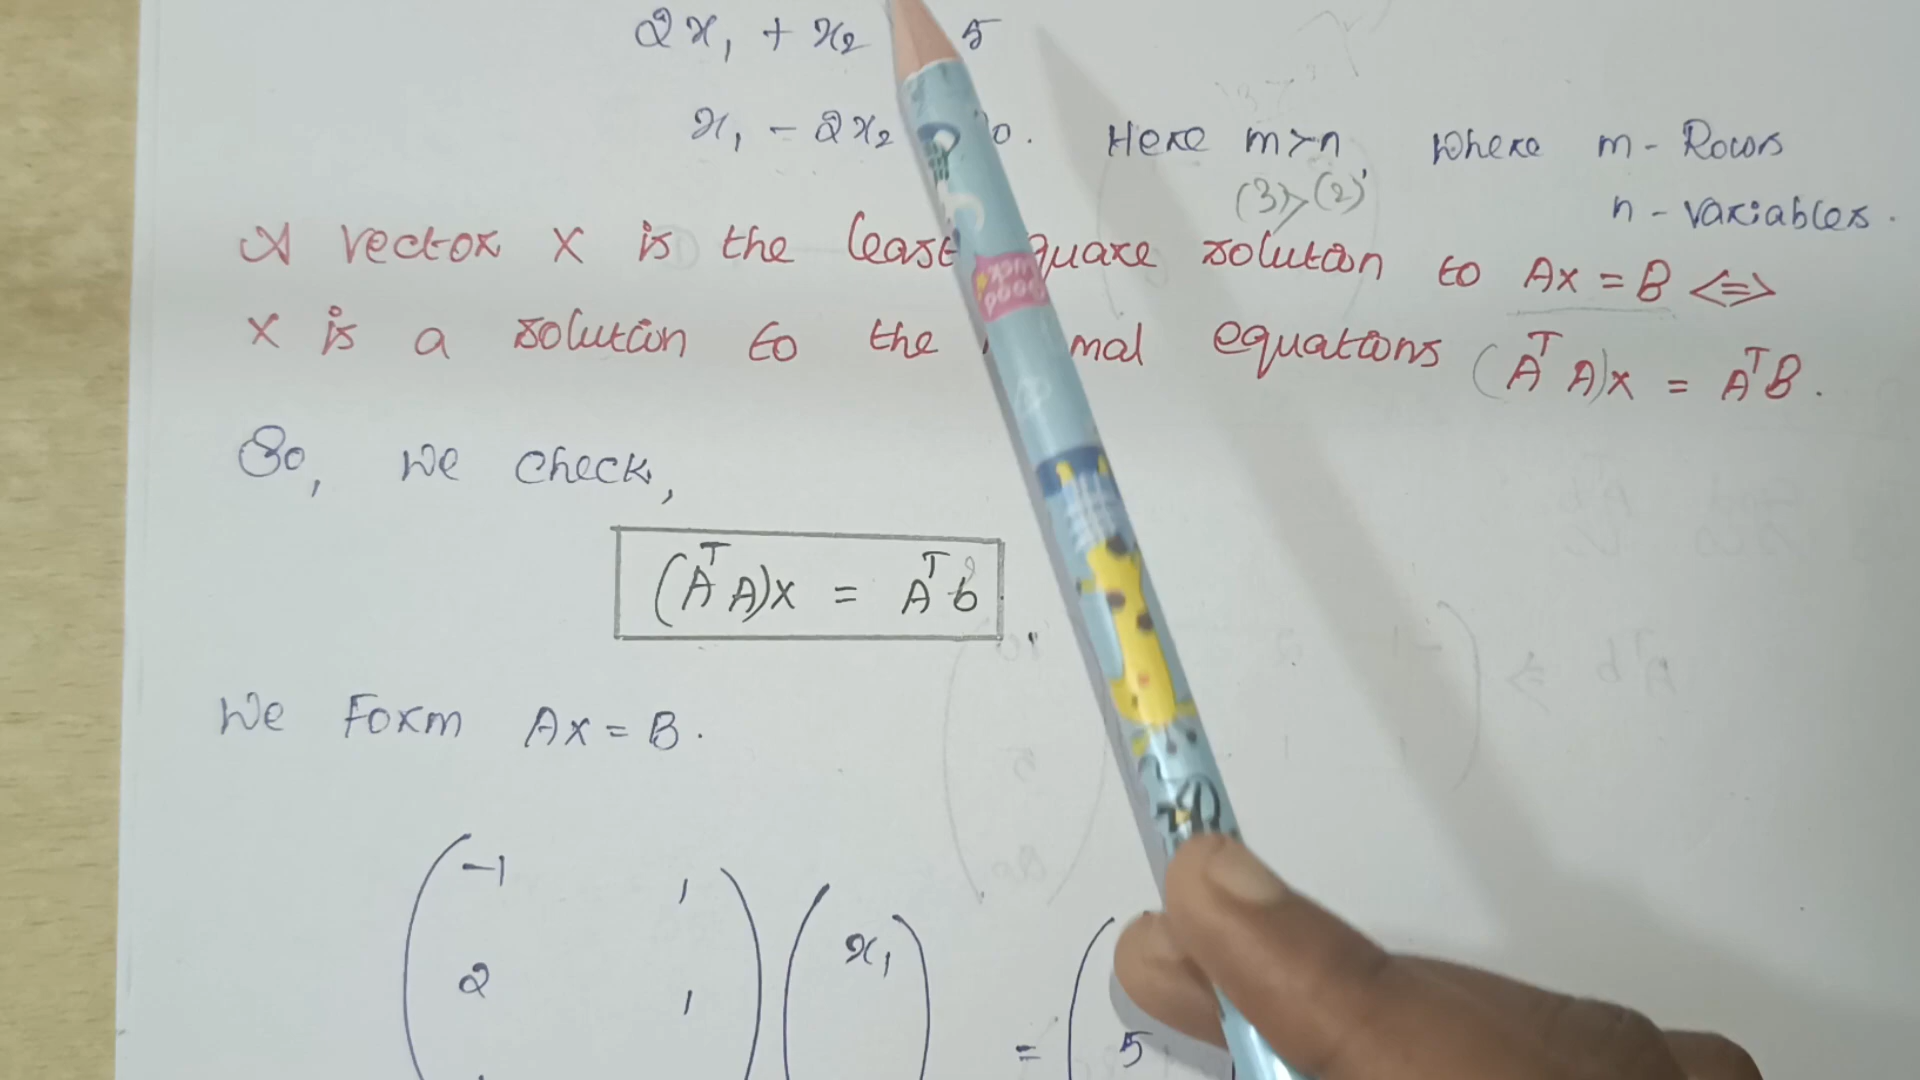 2x₁ + x₂ 5
x₁ - 2x₂ Here m>n, where m - Rows
(3)>(2) n - variables.
A vector X is the least square solution to AX = B <=>
X is a solution to the mal equations (AᵀA)X = AᵀB.
So, we check,
(AᵀA)X = Aᵀb.
We Form AX = B.
-1 1 x₁
2 1 = 5